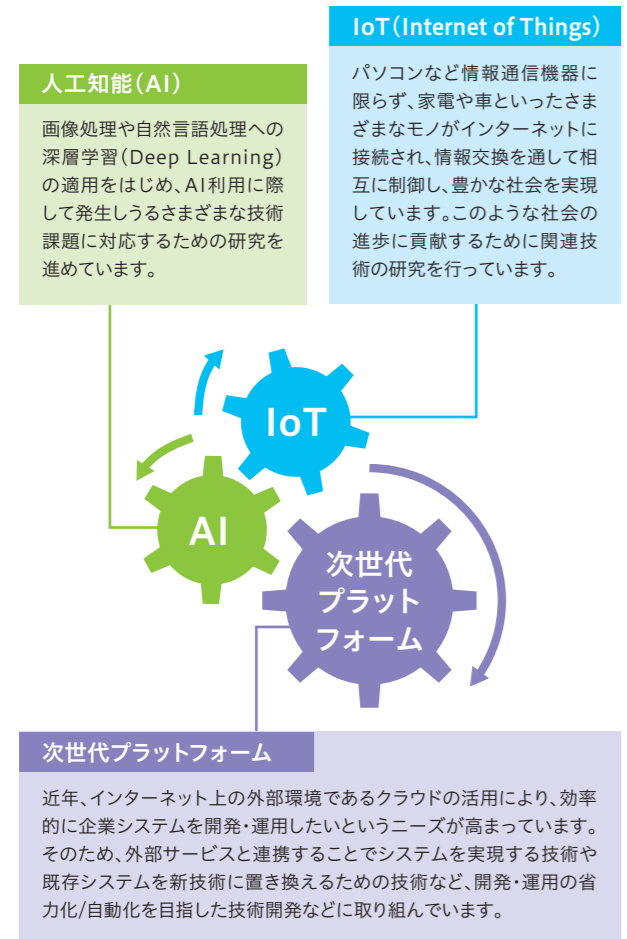 IoT(Internet of Things)
パソコンなど情報通信機器に
限らず、家電や車といったさま
ざまなモノがインターネットに
接続され、情報交換を通して相
互に制御し、豊かな社会を実現
しています。このような社会の
進歩に貢献するために関連技
術の研究を行っています。
人工知能(AI)
画像処理や自然言語処理への
深層学習(Deep Learning)
の適用をはじめ、AI利用に際
して発生しうるさまざまな技術
課題に対応するための研究を
進めています。
IoT
AI
次世代
プラット
フォーム
次世代プラットフォーム
近年、インターネット上の外部環境であるクラウドの活用により、効率
的に企業システムを開発・運用したいというニーズが高まっています。
そのため、外部サービスと連携することでシステムを実現する技術や
既存システムを新技術に置き換えるための技術など、開発・運用の省
力化/自動化を目指した技術開発などに取り組んでいます。